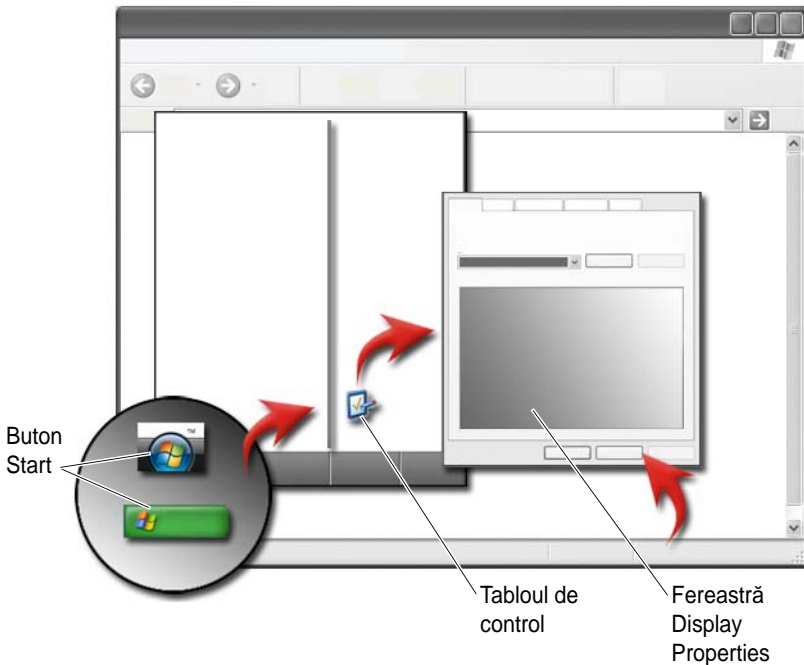 Buton
Start
™
Tabloul de
control
Fereastră
Display
Properties